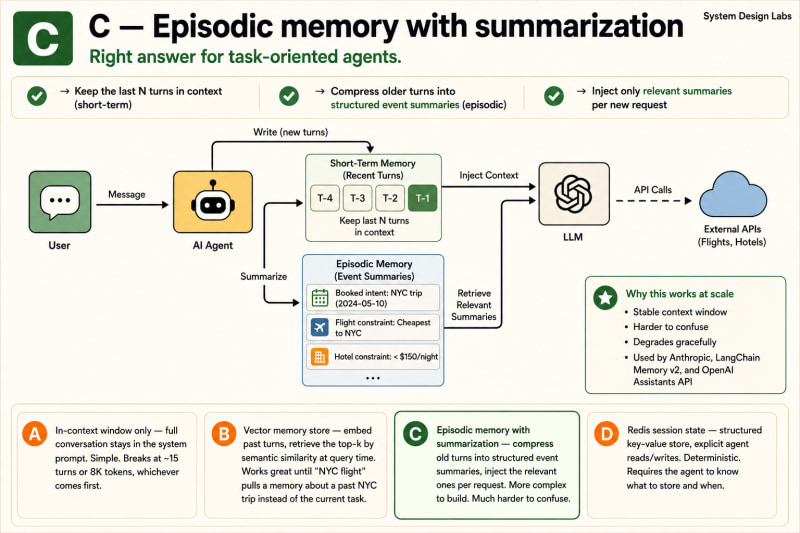 C
C — Episodic memory with summarization
System Design Labs
Right answer for task-oriented agents.
→ Keep the last N turns in context
(short-term)
→ Compress older turns into
structured event summaries (episodic)
→ Inject only relevant summaries
per new request
Write (new turns)
Message
User
AI Agent
Short-Term Memory
(Recent Turns)
T-4
T-3
T-2
T-1
Keep last N turns
in context
Inject Context
LLM
API Calls
External APIs
(Flights, Hotels)
Summarize
Episodic Memory
(Event Summaries)
Booked intent: NYC trip
(2024-05-10)
Flight constraint: Cheapest
to NYC
Hotel constraint: < $150/night
•••
Retrieve
Relevant
Summaries
Why this works at scale
• Stable context window
• Harder to confuse
• Degrades gracefully
• Used by Anthropic, LangChain
Memory v2, and OpenAI
Assistants API
A
In-context window only — full
conversation stays in the system
prompt. Simple. Breaks at ~15
turns or 8K tokens, whichever
comes first.
B
Vector memory store — embed
past turns, retrieve the top-k by
semantic similarity at query time.
Works great until "NYC flight"
pulls a memory about a past NYC
trip instead of the current task.
C
Episodic memory with
summarization — compress
old turns into structured event
summaries, inject the relevant
ones per request. More complex
to build. Much harder to confuse.
D
Redis session state — structured
key-value store, explicit agent
reads/writes. Deterministic.
Requires the agent to know
what to store and when.